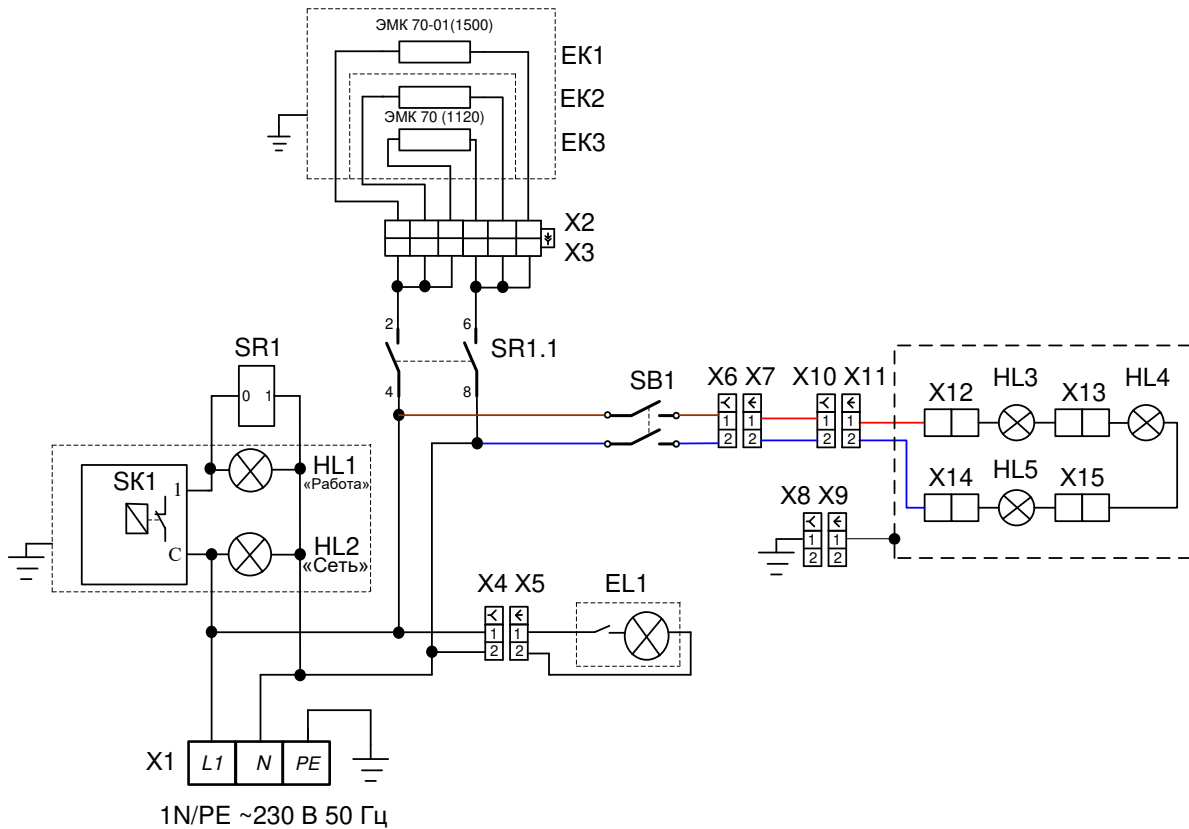 ЭМК 70-01(1500)
EK1
EK2
ЭМК 70 (1120)
EK3
X2
X3
2
6
SR1.1
4
8
SR1
0 1
SK1
1
C
HL1
«Работа»
HL2
«Сеть»
SB1
X6 X7
1 1
2 2
X10 X11
1 1
2 2
X12
HL3
X13
HL4
X14
HL5
X15
X8 X9
1 1
2 2
X4 X5
1 1
2 2
EL1
X1
L1
N
PE
1N/PE ~230 В 50 Гц